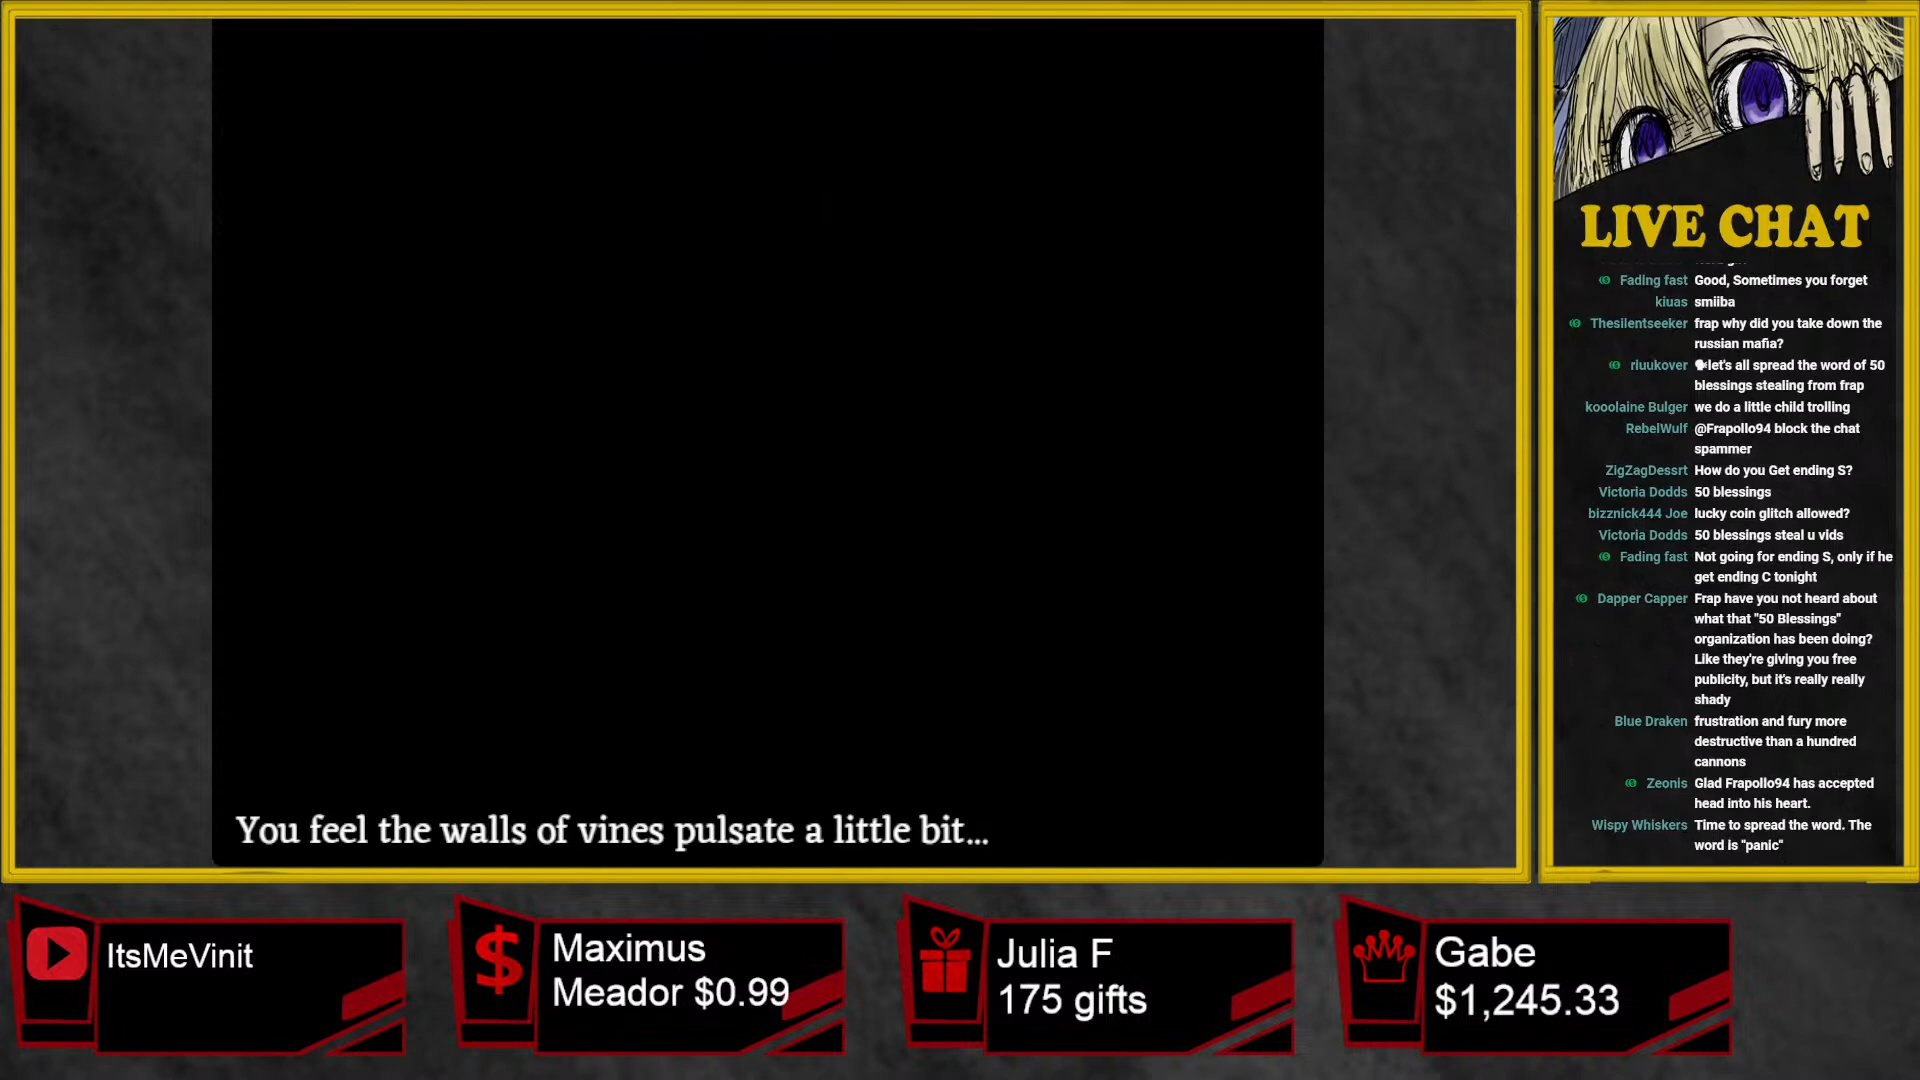 LIVE CHAT
Fading fast Good, Sometimes you forget
kiuas smiiba
Thesilentseeker frap why did you take down the
russian mafia?
riuukover 🗣let's all spread the word of 50
blessings stealing from frap
kooolaine Bulger we do a little child trolling
RebelWulf @Frapollo94 block the chat
spammer
ZigZagDessrt How do you Get ending S?
Victoria Dodds 50 blessings
bizznick444 Joe lucky coin glitch allowed?
Victoria Dodds 50 blessings steal u vids
Fading fast Not going for ending S, only if he
get ending C tonight
Dapper Capper Frap have you not heard about
what that "50 Blessings"
organization has been doing?
Like they're giving you free
publicity, but it's really really
shady
Blue Draken frustration and fury more
destructive than a hundred
cannons
Zeonis Glad Frapollo94 has accepted
head into his heart.
Wispy Whiskers Time to spread the word. The
word is "panic"
You feel the walls of vines pulsate a little bit...
ItsMeVinit
Maximus
Meador $0.99
Julia F
175 gifts
Gabe
$1,245.33